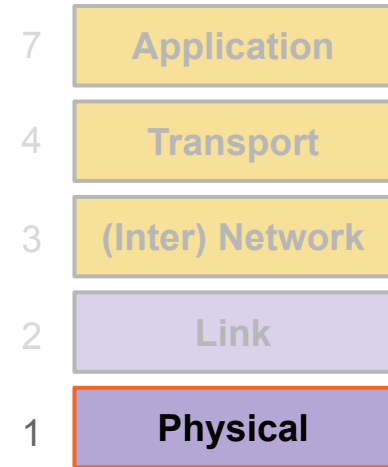 7 Application
4 Transport
3 (Inter) Network
2 Link
1 Physical